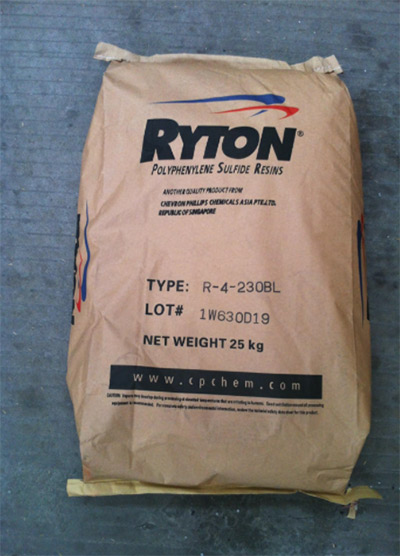 RYTON®
POLYPHENYLENE SULFIDE RESINS
ANOTHER QUALITY PRODUCT FROM
CHEVRON PHILLIPS CHEMICALS ASIA PTE. LTD.
REPUBLIC OF SINGAPORE
TYPE: R-4-230BL
LOT# 1W630D19
NET WEIGHT 25 kg
www.cpchem.com